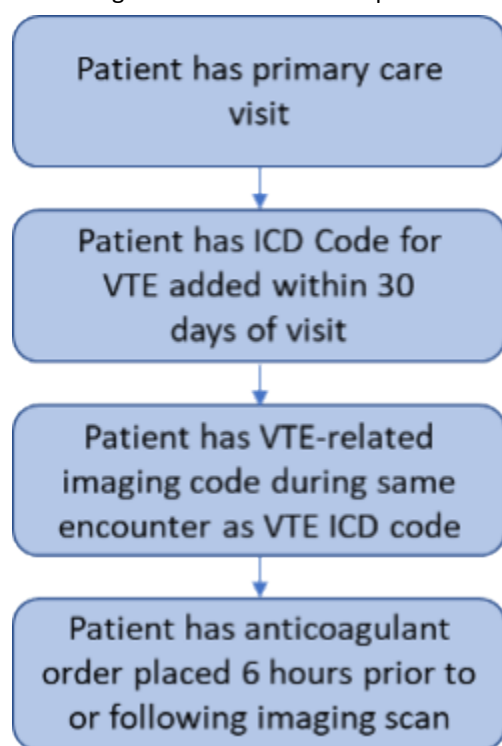 Patient has primary care
visit
Patient has ICD Code for
VTE added within 30
days of visit
Patient has VTE-related
imaging code during same
encounter as VTE ICD code
Patient has anticoagulant
order placed 6 hours prior to
or following imaging scan